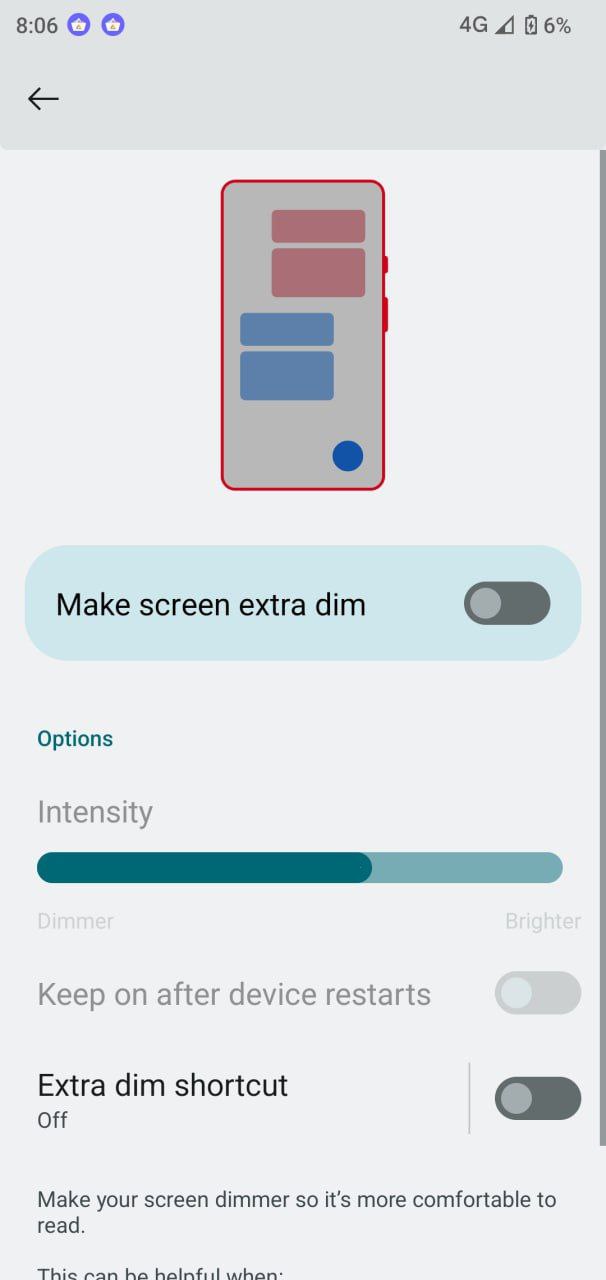 8:06 4G 6%
Make screen extra dim
Options
Intensity
Dimmer Brighter
Keep on after device restarts
Extra dim shortcut
Off
Make your screen dimmer so it’s more comfortable to
read.
This can be helpful when: